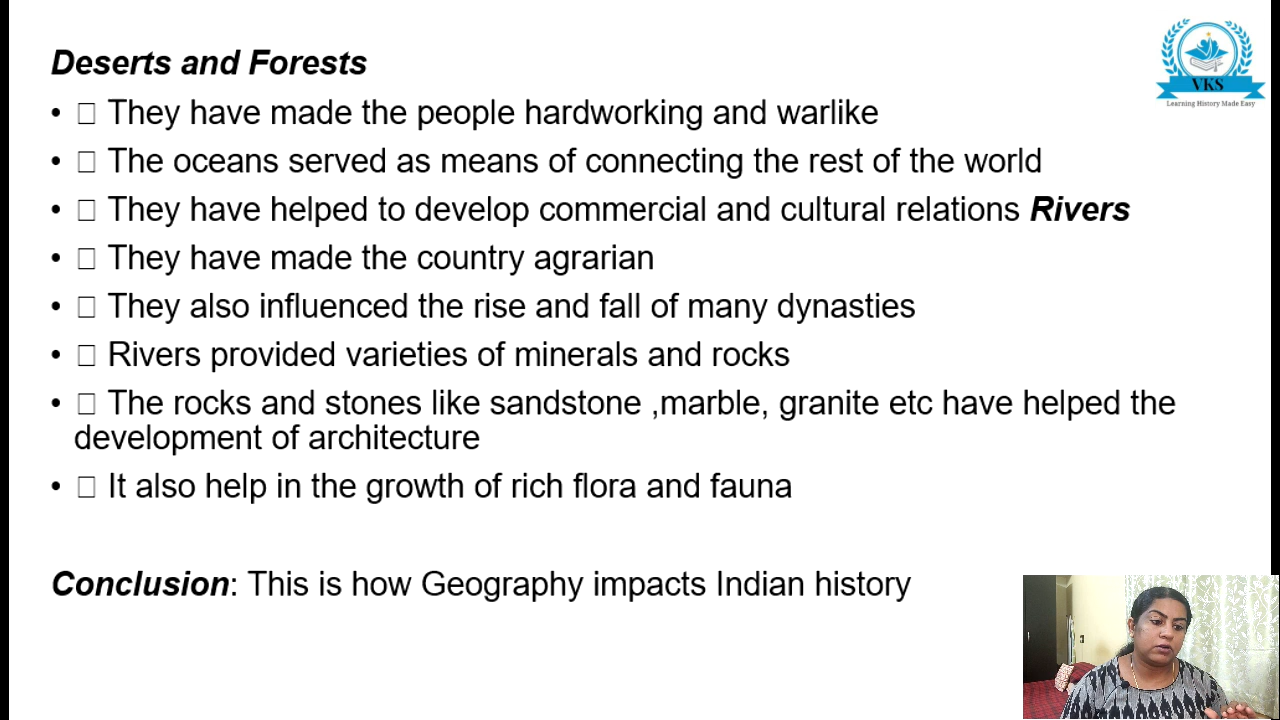 Deserts and Forests
• □ They have made the people hardworking and warlike
• □ The oceans served as means of connecting the rest of the world
• □ They have helped to develop commercial and cultural relations Rivers
• □ They have made the country agrarian
• □ They also influenced the rise and fall of many dynasties
• □ Rivers provided varieties of minerals and rocks
• □ The rocks and stones like sandstone ,marble, granite etc have helped the
development of architecture
• □ It also help in the growth of rich flora and fauna
Conclusion: This is how Geography impacts Indian history
VKS
Learning History Made Easy